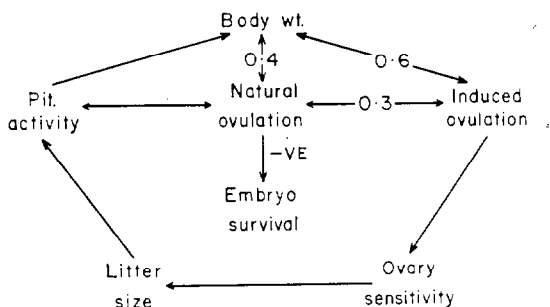 Body wt.
0·4
0·6
Pit.
activity
Natural
ovulation
0·3
Induced
ovulation
–VE
Embryo
survival
Litter
size
Ovary
sensitivity